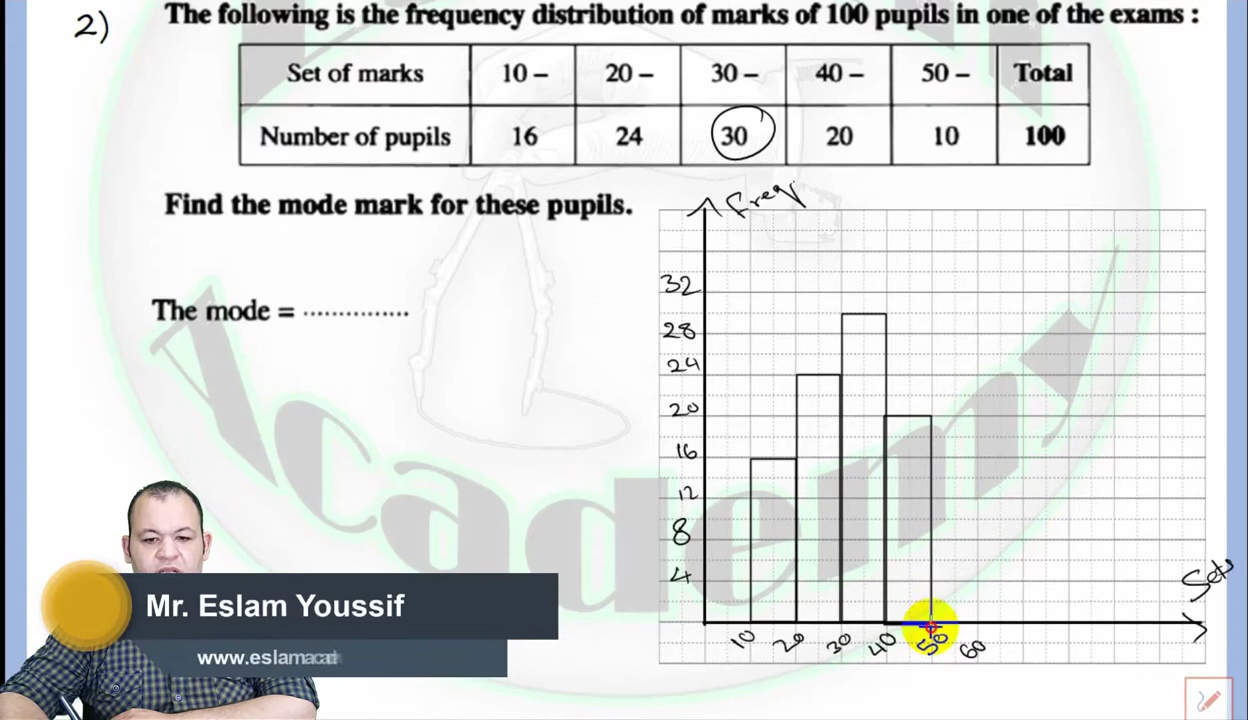 2)
The following is the frequency distribution of marks of 100 pupils in one of the exams :
Set of marks 10 – 20 – 30 – 40 – 50 – Total
Number of pupils 16 24 30 20 10 100
Find the mode mark for these pupils.
The mode = ...............
Freq.
32
28
24
20
16
12
8
4
Sets
10 20 30 40 50 60
Academy
Mr. Eslam Youssif
www.eslamacad